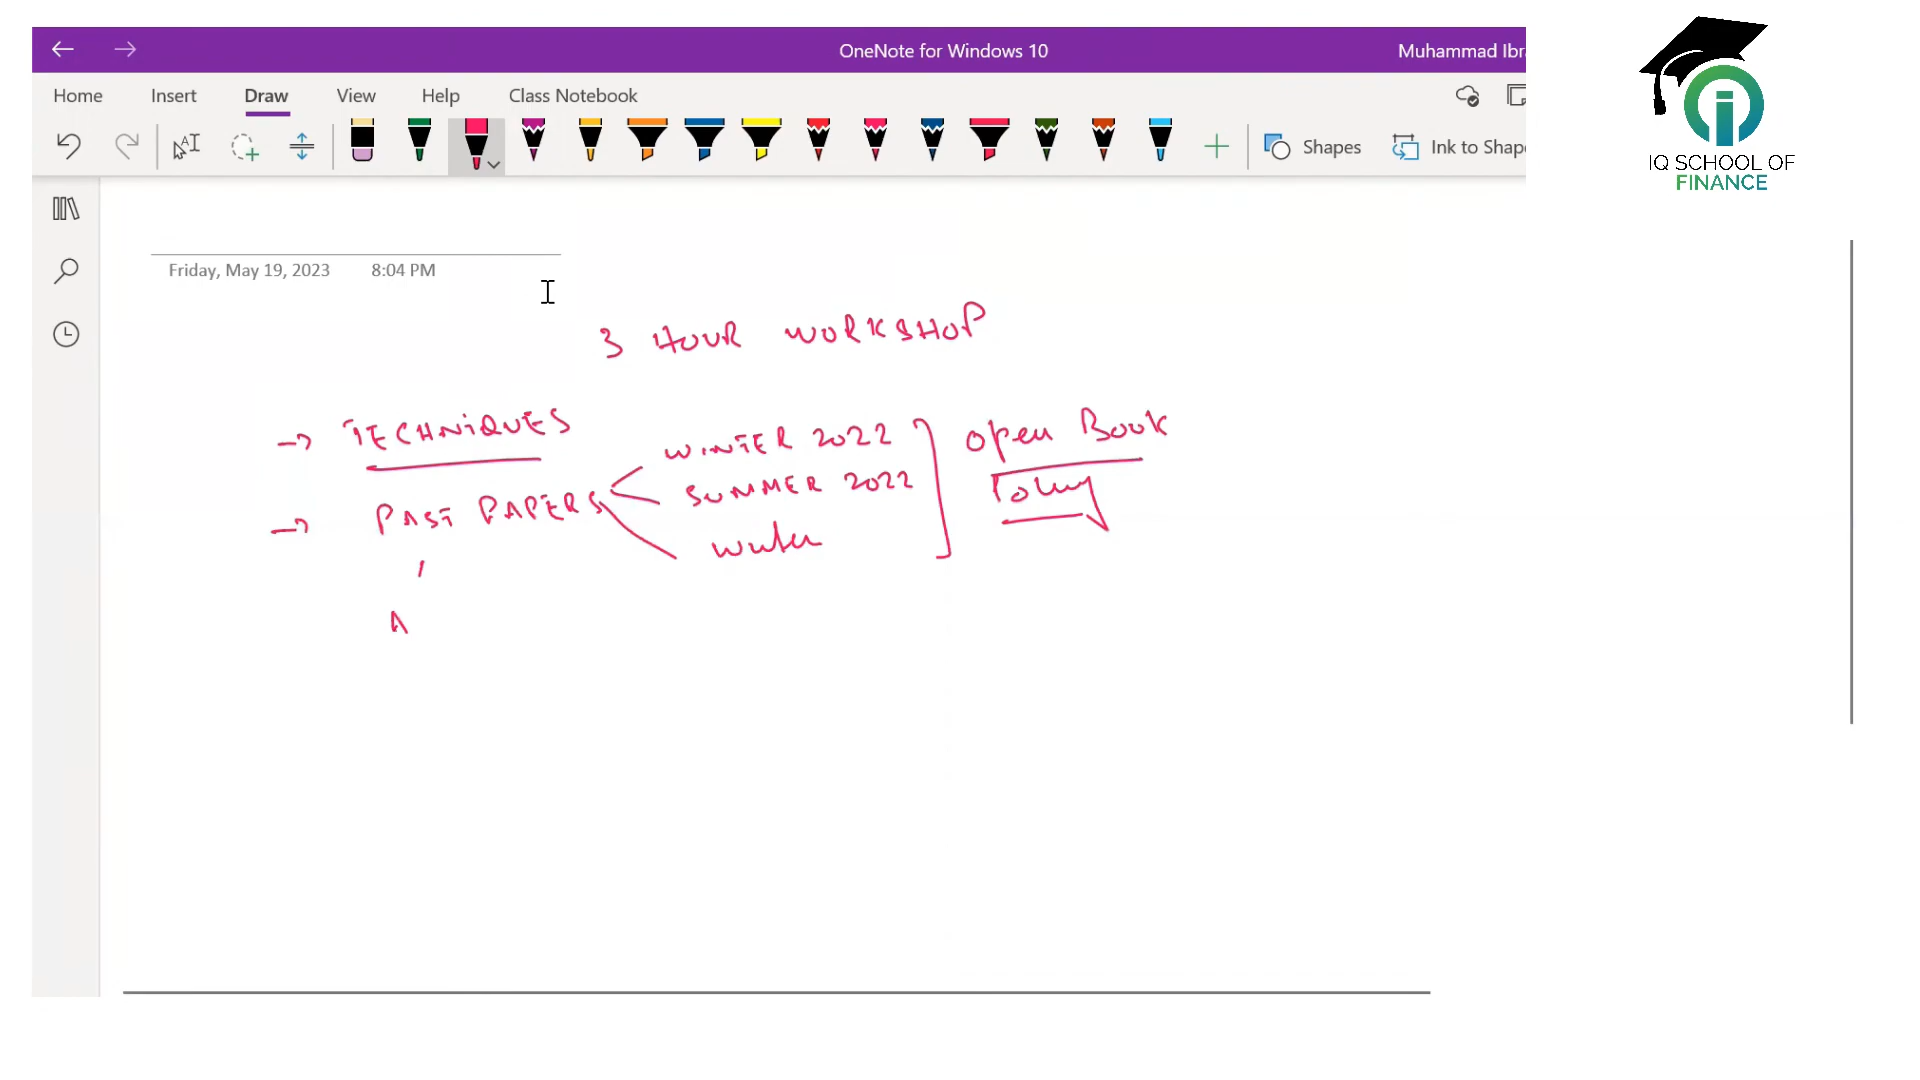 OneNote for Windows 10
Muhammad Ibr
Home Insert Draw View Help Class Notebook
Shapes Ink to Shap
IQ SCHOOL OF
FINANCE
Friday, May 19, 2023 8:04 PM
3 HOUR WORKSHOP
→ TECHNIQUES
WINTER 2022
Open Book
SUMMER 2022
Policy
→ PAST PAPERS
Winter
A